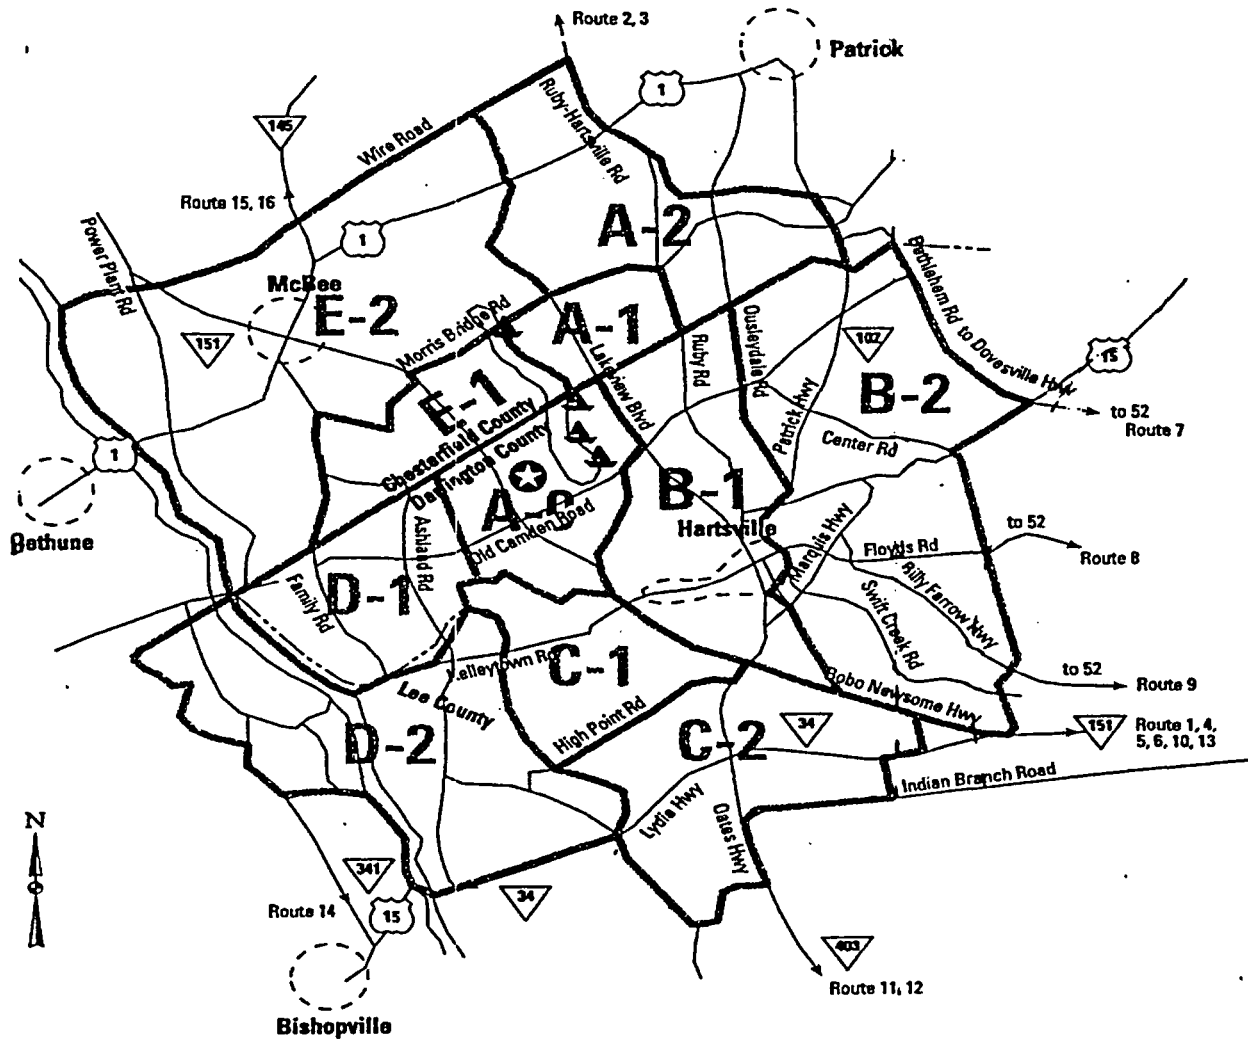 Route 2, 3
Patrick
1
Ruby-Hartsville Rd
145
Wire Road
Route 15, 16
A-2
1
Power Plant Rd
McBee
E-2
Bethlehem Rd to Dovesville Hwy
151
Morris Bridge Rd
A-1
Ousleydale Rd
102
15
Ruby Rd
Lakeview Blvd
E-1
B-2
to 52
Route 7
Patrick Hwy
Center Rd
1
Chesterfield County
Darlington County
A-0
B-1
Hartsville
Bethune
Ashland Rd
Old Camden Road
Marquis Hwy
to 52
Route 8
Floyds Rd
Billy Farrow Hwy
Family Rd
D-1
Swift Creek Rd
Kelleytown Rd
C-1
to 52
Route 9
Lee County
Bobo Newsome Hwy
High Point Rd
34
151
Route 1, 4,
5, 6, 10, 13
D-2
C-2
Indian Branch Road
Lydia Hwy
Oates Hwy
N
341
34
Route 14
15
403
Route 11, 12
Bishopville